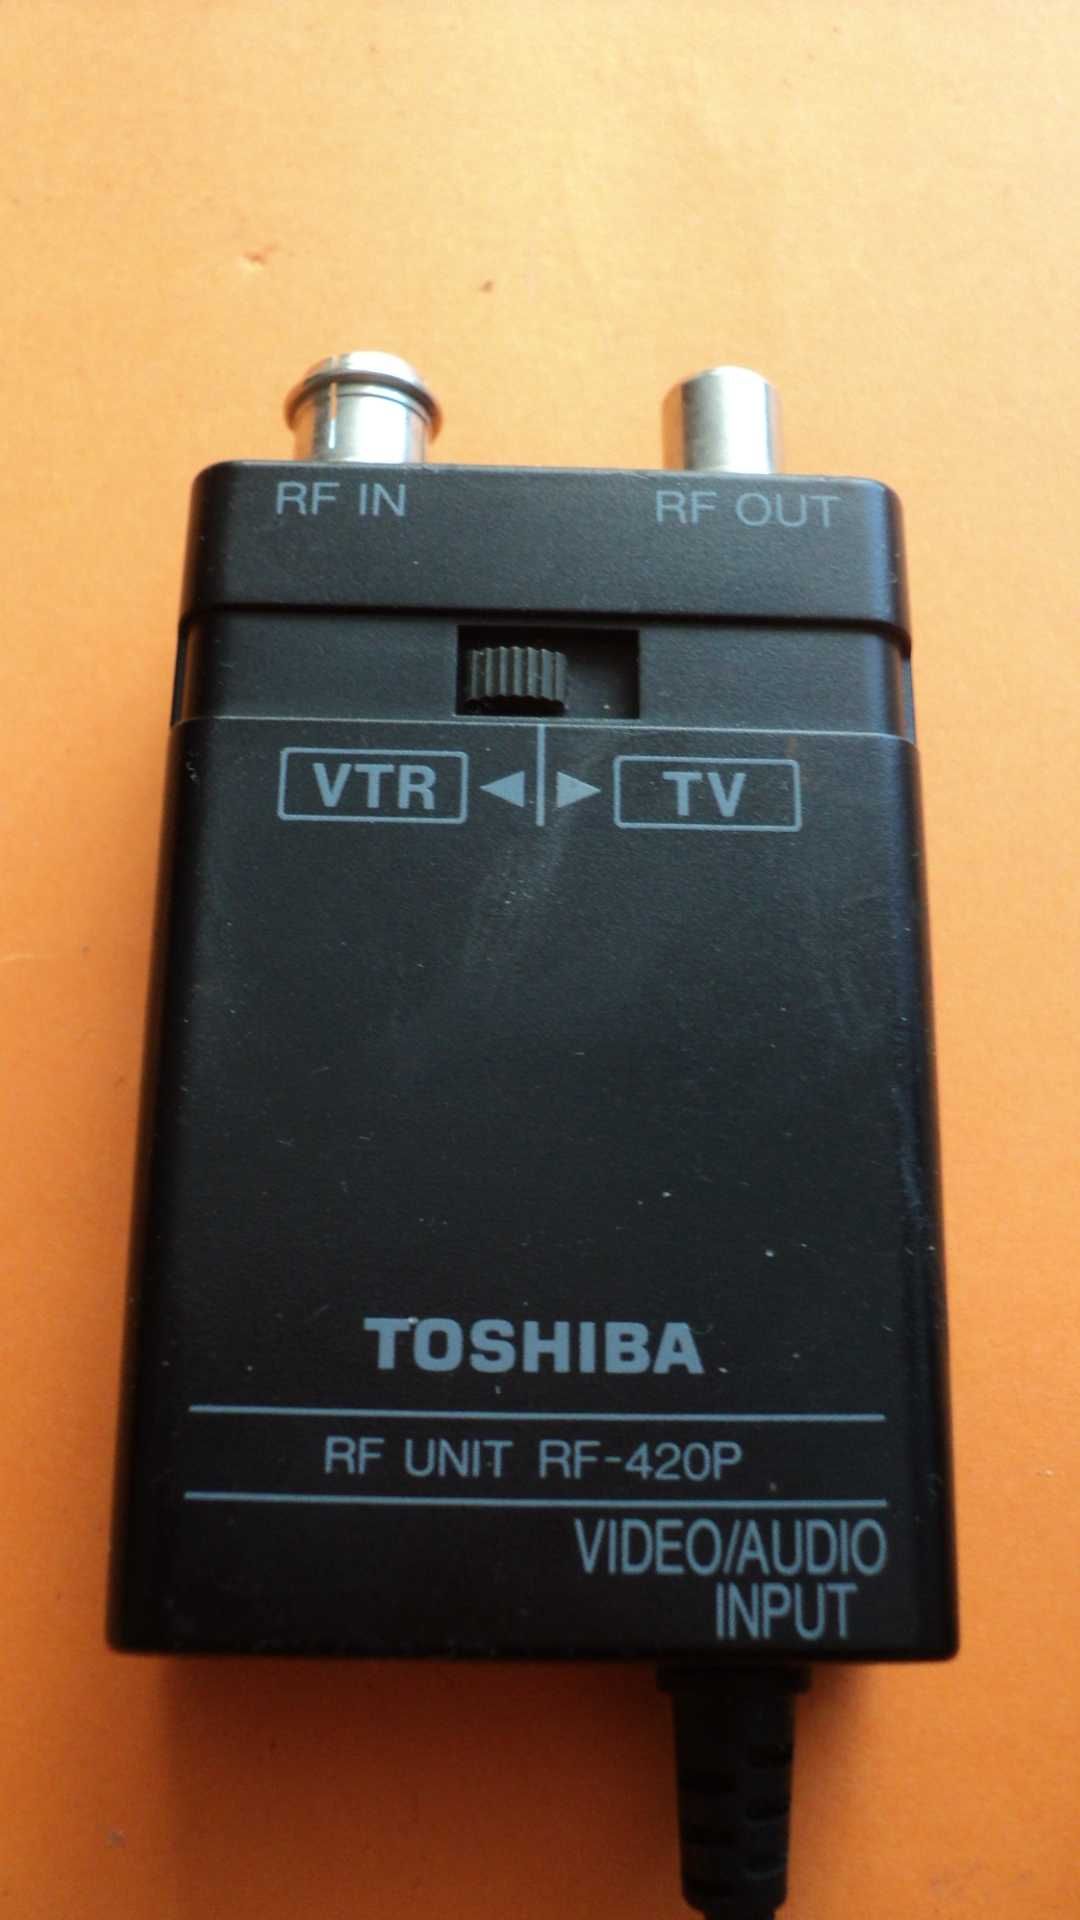 RF IN RF OUT
VTR ◀ ▶ TV
TOSHIBA
RF UNIT RF-420P
VIDEO/AUDIO
INPUT